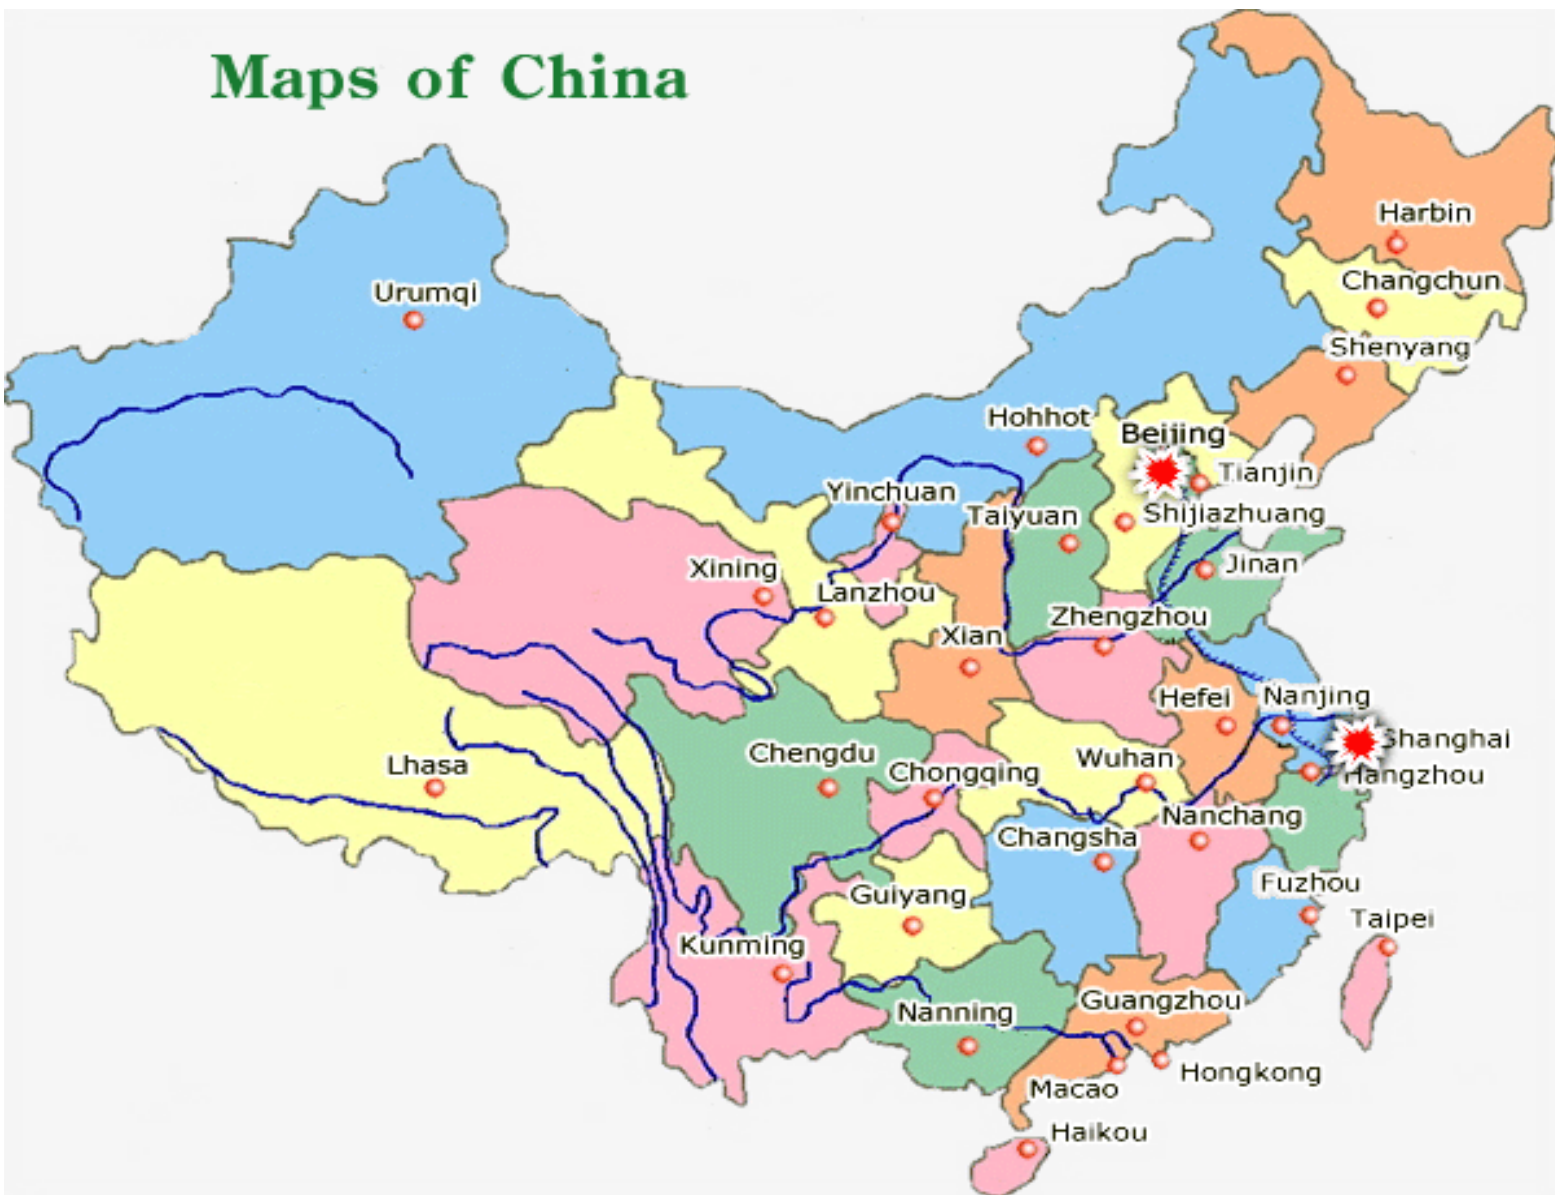 Maps of China
Harbin
Changchun
Urumqi
Shenyang
Hohhot
Beijing
Tianjin
Yinchuan
Taiyuan
Shijiazhuang
Xining
Jinan
Lanzhou
Zhengzhou
Xian
Hefei
Nanjing
Shanghai
Chengdu
Wuhan
Lhasa
Chongqing
Hangzhou
Nanchang
Changsha
Fuzhou
Guiyang
Taipei
Kunming
Guangzhou
Nanning
Hongkong
Macao
Haikou